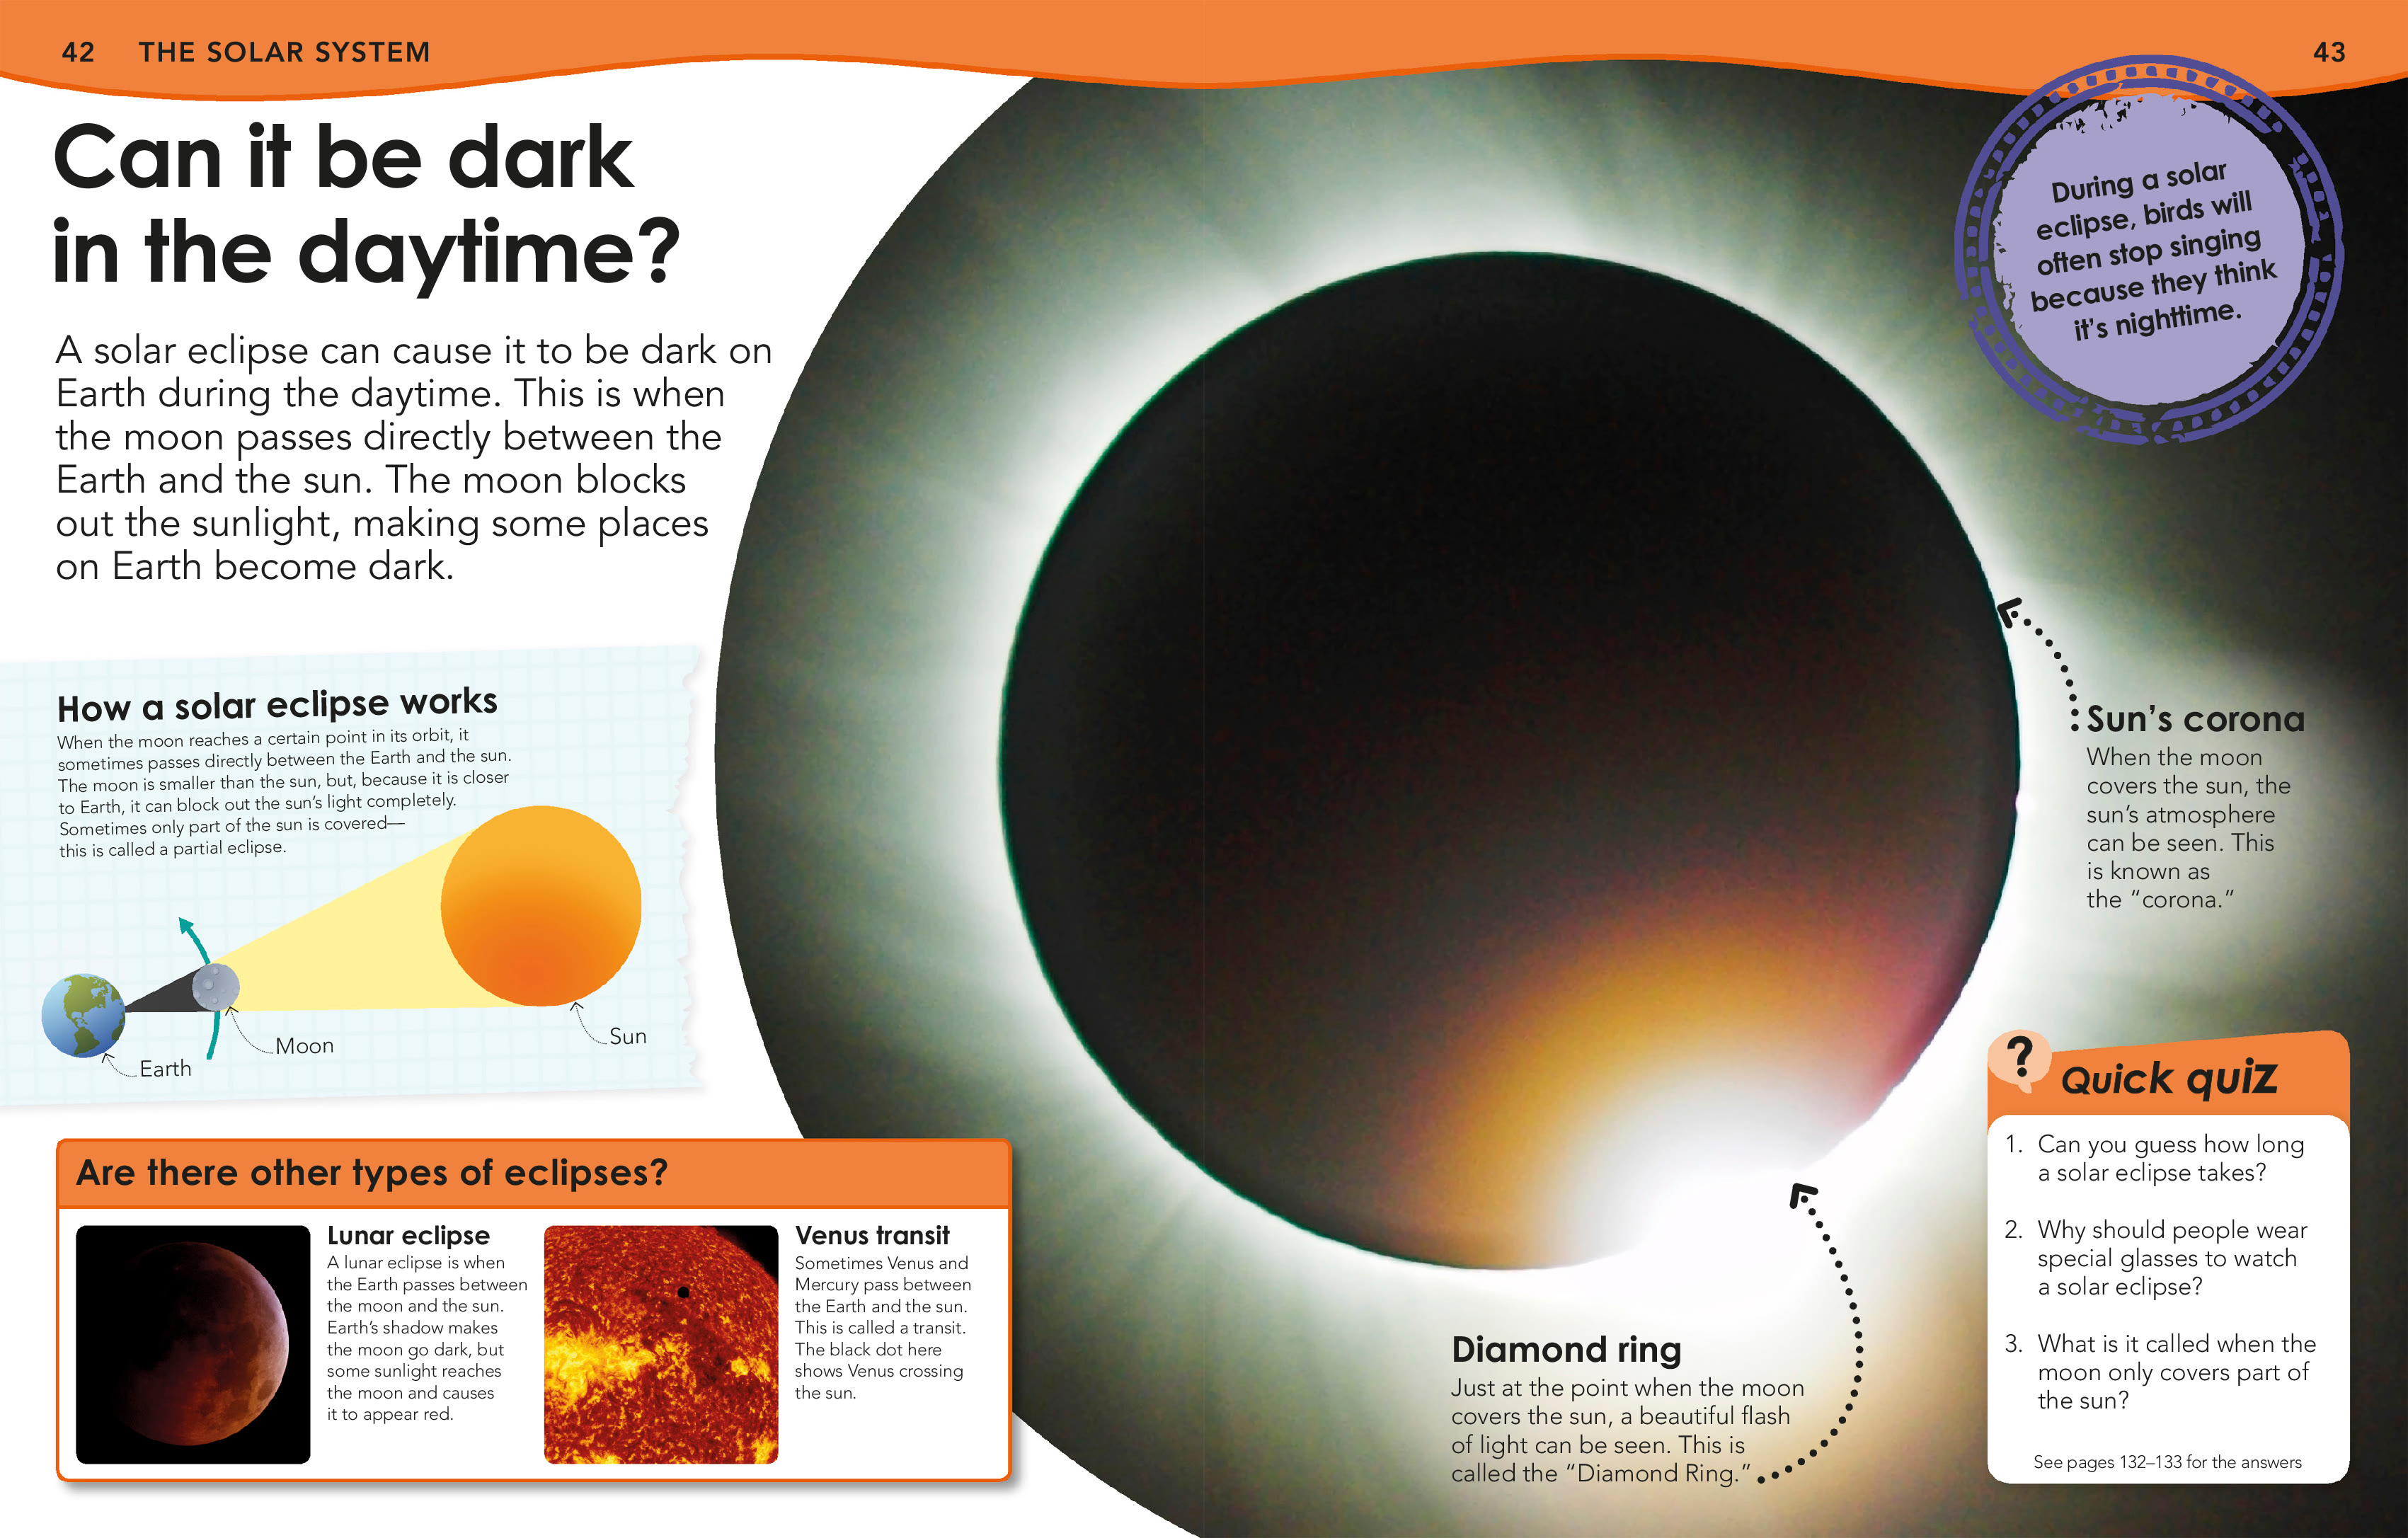 42
THE SOLAR SYSTEM
43
Can it be dark
in the daytime?
A solar eclipse can cause it to be dark on
Earth during the daytime. This is when
the moon passes directly between the
Earth and the sun. The moon blocks
out the sunlight, making some places
on Earth become dark.
During a solar
eclipse, birds will
often stop singing
because they think
it's nighttime.
How a solar eclipse works
When the moon reaches a certain point in its orbit, it
sometimes passes directly between the Earth and the sun.
The moon is smaller than the sun, but, because it is closer
to Earth, it can block out the sun's light completely.
Sometimes only part of the sun is covered—
this is called a partial eclipse.
Earth
Moon
Sun
Sun's corona
When the moon
covers the sun, the
sun's atmosphere
can be seen. This
is known as
the "corona."
Are there other types of eclipses?
Lunar eclipse
A lunar eclipse is when
the Earth passes between
the moon and the sun.
Earth's shadow makes
the moon go dark, but
some sunlight reaches
the moon and causes
it to appear red.
Venus transit
Sometimes Venus and
Mercury pass between
the Earth and the sun.
This is called a transit.
The black dot here
shows Venus crossing
the sun.
Diamond ring
Just at the point when the moon
covers the sun, a beautiful flash
of light can be seen. This is
called the "Diamond Ring."
?
Quick quiz
1. Can you guess how long
a solar eclipse takes?
2. Why should people wear
special glasses to watch
a solar eclipse?
3. What is it called when the
moon only covers part of
the sun?
See pages 132–133 for the answers